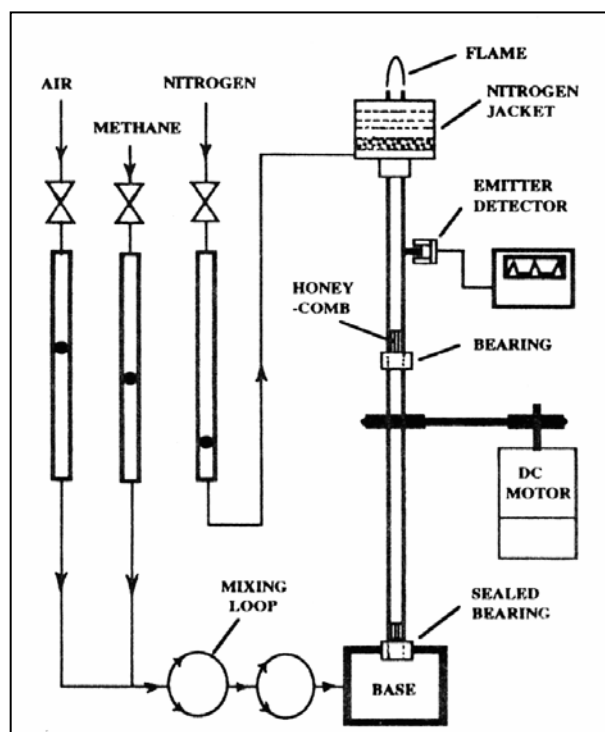 FLAME
AIR
NITROGEN
NITROGEN
JACKET
METHANE
EMITTER
DETECTOR
HONEY
-COMB
BEARING
DC
MOTOR
MIXING
LOOP
SEALED
BEARING
BASE